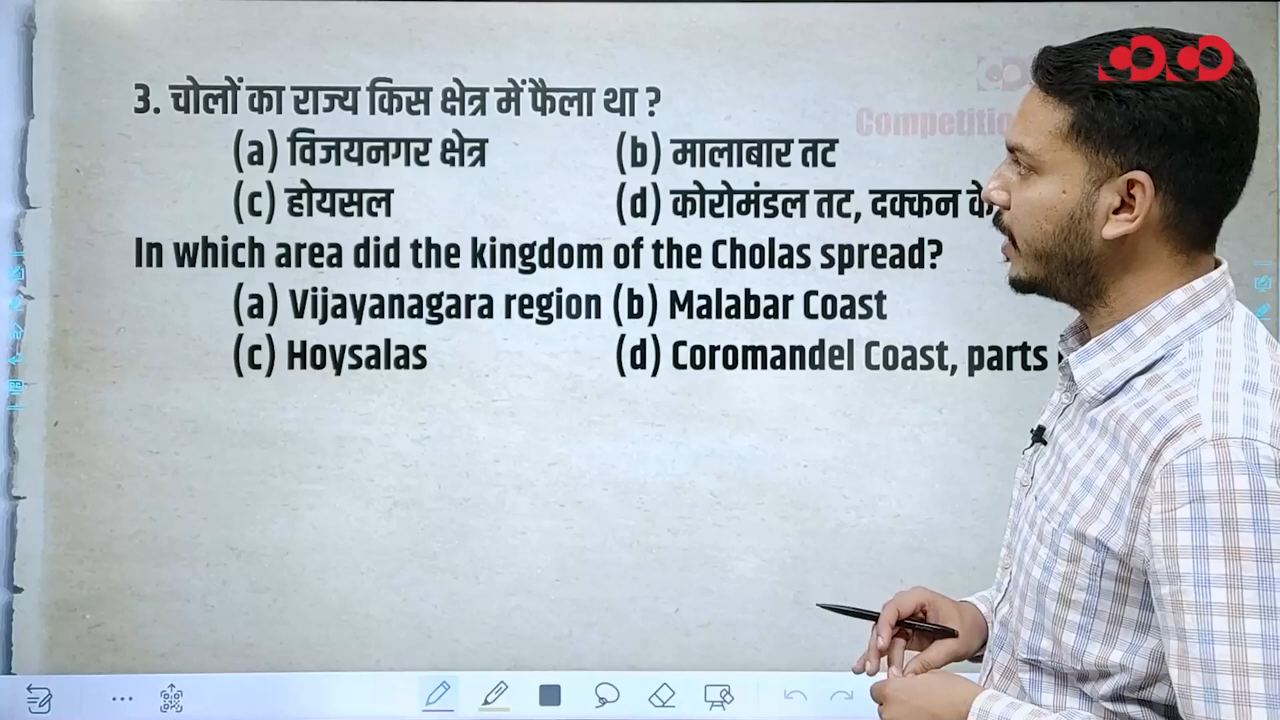 3. चोलों का राज्य किस क्षेत्र में फैला था ?
(a) विजयनगर क्षेत्र (b) मालाबार तट
(c) होयसल (d) कोरोमंडल तट, दक्कन के
In which area did the kingdom of the Cholas spread?
(a) Vijayanagara region (b) Malabar Coast
(c) Hoysalas (d) Coromandel Coast, parts